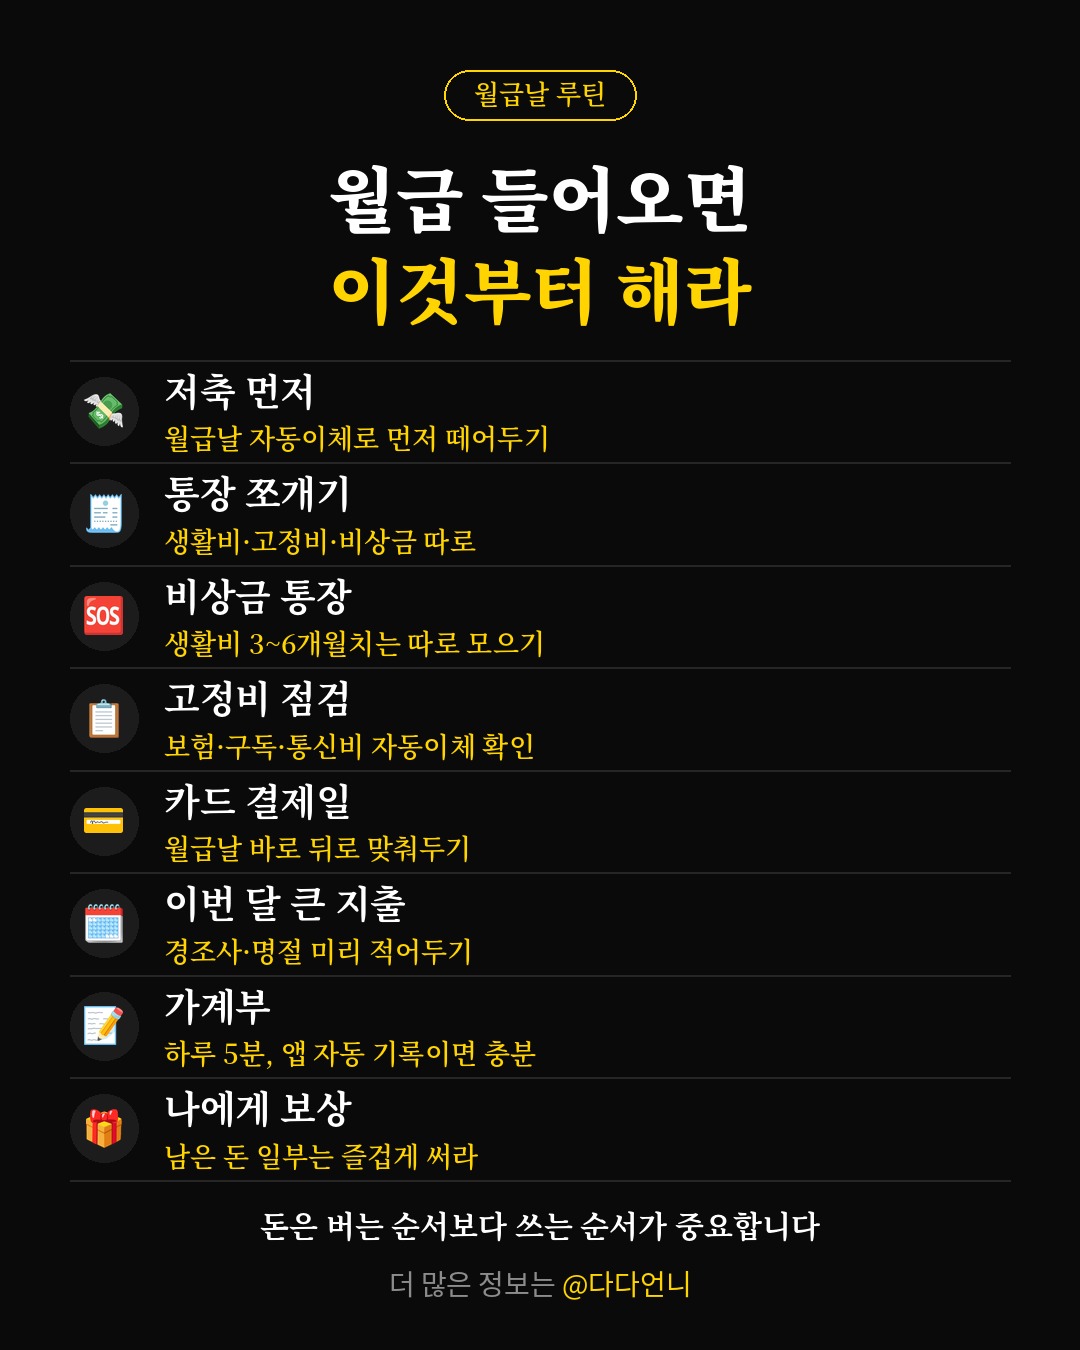 월급날 루틴
월급 들어오면
이것부터 해라
저축 먼저
월급날 자동이체로 먼저 떼어두기
통장 쪼개기
생활비·고정비·비상금 따로
SOS
비상금 통장
생활비 3~6개월치는 따로 모으기
고정비 점검
보험·구독·통신비 자동이체 확인
카드 결제일
월급날 바로 뒤로 맞춰두기
이번 달 큰 지출
경조사·명절 미리 적어두기
가계부
하루 5분, 앱 자동 기록이면 충분
나에게 보상
남은 돈 일부는 즐겁게 써라
돈은 버는 순서보다 쓰는 순서가 중요합니다
더 많은 정보는 @다다언니